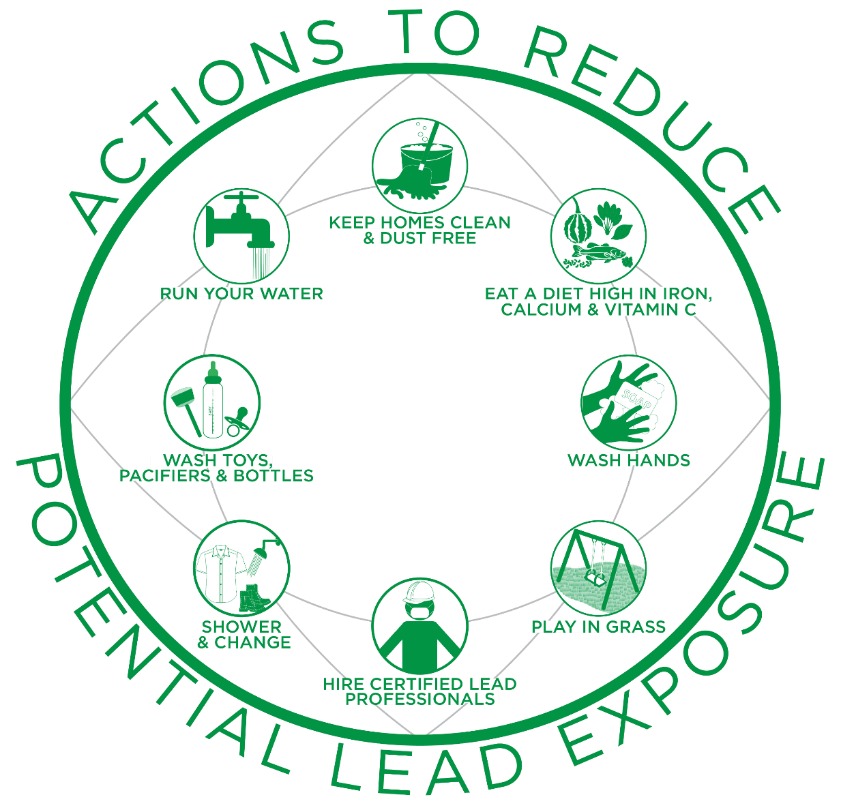 ACTIONS TO REDUCE
KEEP HOMES CLEAN
& DUST FREE
RUN YOUR WATER
EAT A DIET HIGH IN IRON,
CALCIUM & VITAMIN C
SOAP
WASH TOYS,
PACIFIERS & BOTTLES
WASH HANDS
SHOWER
& CHANGE
PLAY IN GRASS
HIRE CERTIFIED LEAD
PROFESSIONALS
POTENTIAL LEAD EXPOSURE